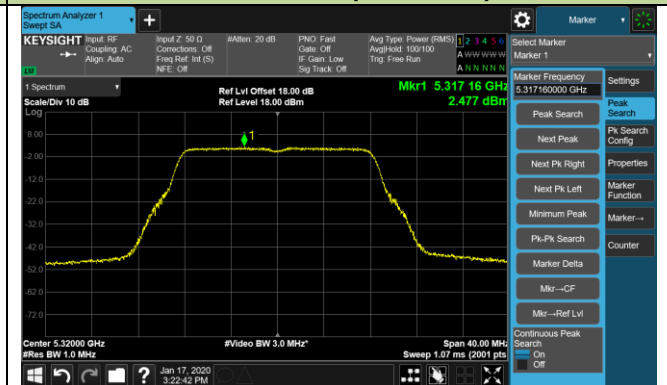 Spectrum Analyzer 1
Swept SA
Marker
KEYSIGHT Input: RF
Coupling: AC
Align: Auto
Input Z: 50 Ω
Corrections: Off
Freq Ref: Int (S)
NFE: Off
#Atten: 20 dB
PNO: Fast
Gate: Off
IF Gain: Low
Sig Track: Off
Avg Type: Power (RMS)
Avg|Hold: 100/100
Trig: Free Run
1 2 3 4 5 6
A W W W W W
A N N N N N
LV
Select Marker
Marker 1
1 Spectrum
Scale/Div 10 dB
Log
Ref Lvl Offset 18.00 dB
Ref Level 18.00 dBm
Mkr1 5.317 16 GHz
2.477 dBm
8.00
-2.00
-12.0
-22.0
-32.0
-42.0
-52.0
-62.0
-72.0
1
Center 5.32000 GHz
#Res BW 1.0 MHz
#Video BW 3.0 MHz*
Span 40.00 MHz
Sweep 1.07 ms (2001 pts)
Marker Frequency
5.317160000 GHz
Peak Search
Next Peak
Next Pk Right
Next Pk Left
Minimum Peak
Pk-Pk Search
Marker Delta
Mkr→CF
Mkr→Ref Lvl
Continuous Peak
Search
On
Off
Settings
Peak
Search
Pk Search
Config
Properties
Marker
Function
Marker→
Counter
?
Jan 17, 2020
3:22:42 PM